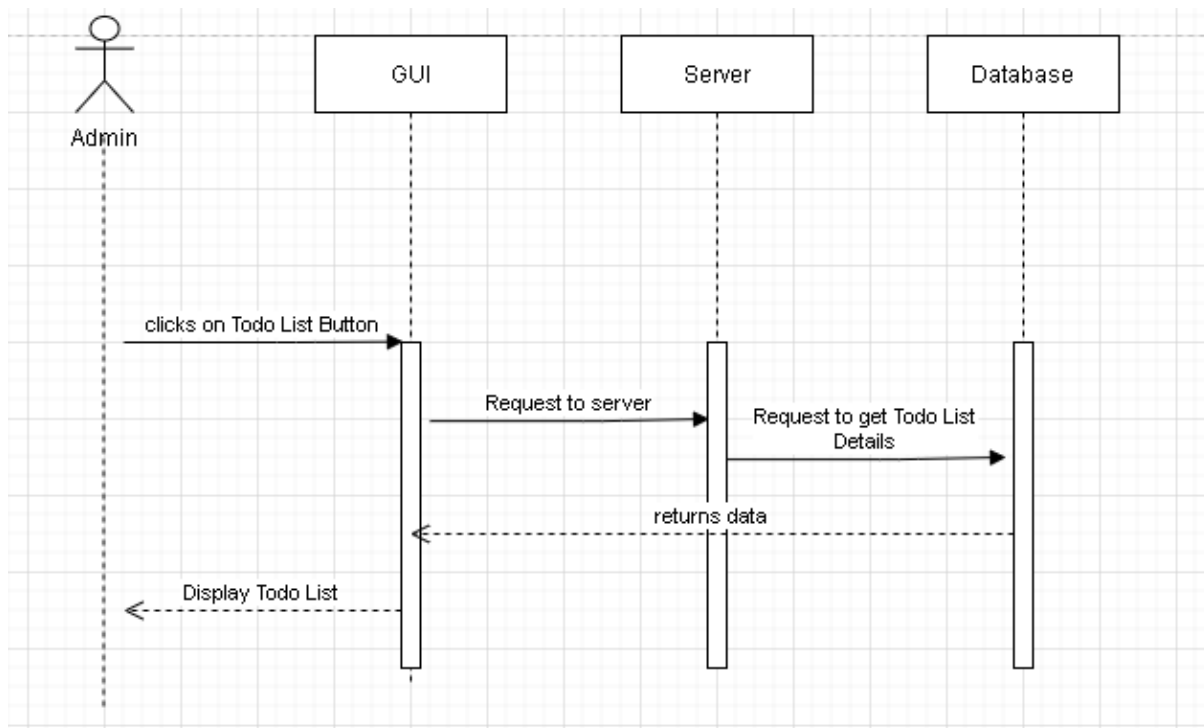 GUI
Server
Database
Admin
clicks on Todo List Button
Request to server
Request to get Todo List
Details
returns data
Display Todo List